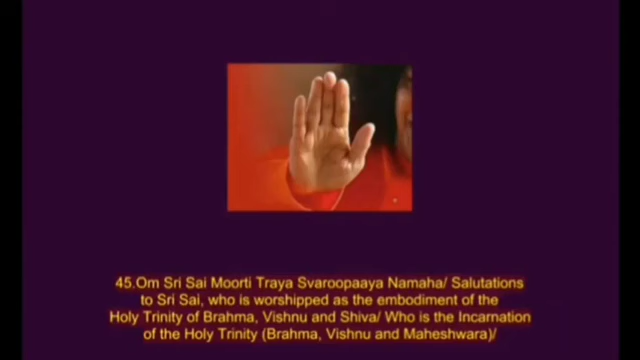 45.Om Sri Sai Moorti Traya Svaroopaaya Namaha/ Salutations
to Sri Sai, who is worshipped as the embodiment of the
Holy Trinity of Brahma, Vishnu and Shiva/ Who is the Incarnation
of the Holy Trinity (Brahma, Vishnu and Maheshwara)/